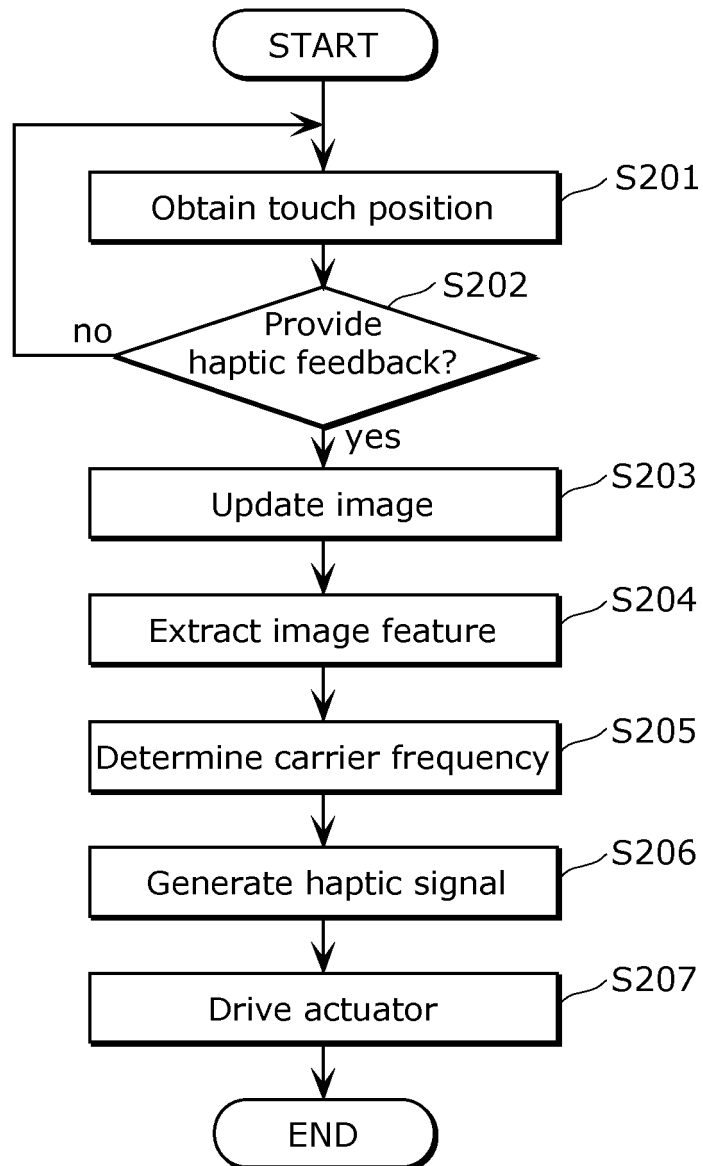 START
Obtain touch position
S201
S202
Provide
haptic feedback?
no
yes
Update image
S203
Extract image feature
S204
Determine carrier frequency
S205
Generate haptic signal
S206
Drive actuator
S207
END